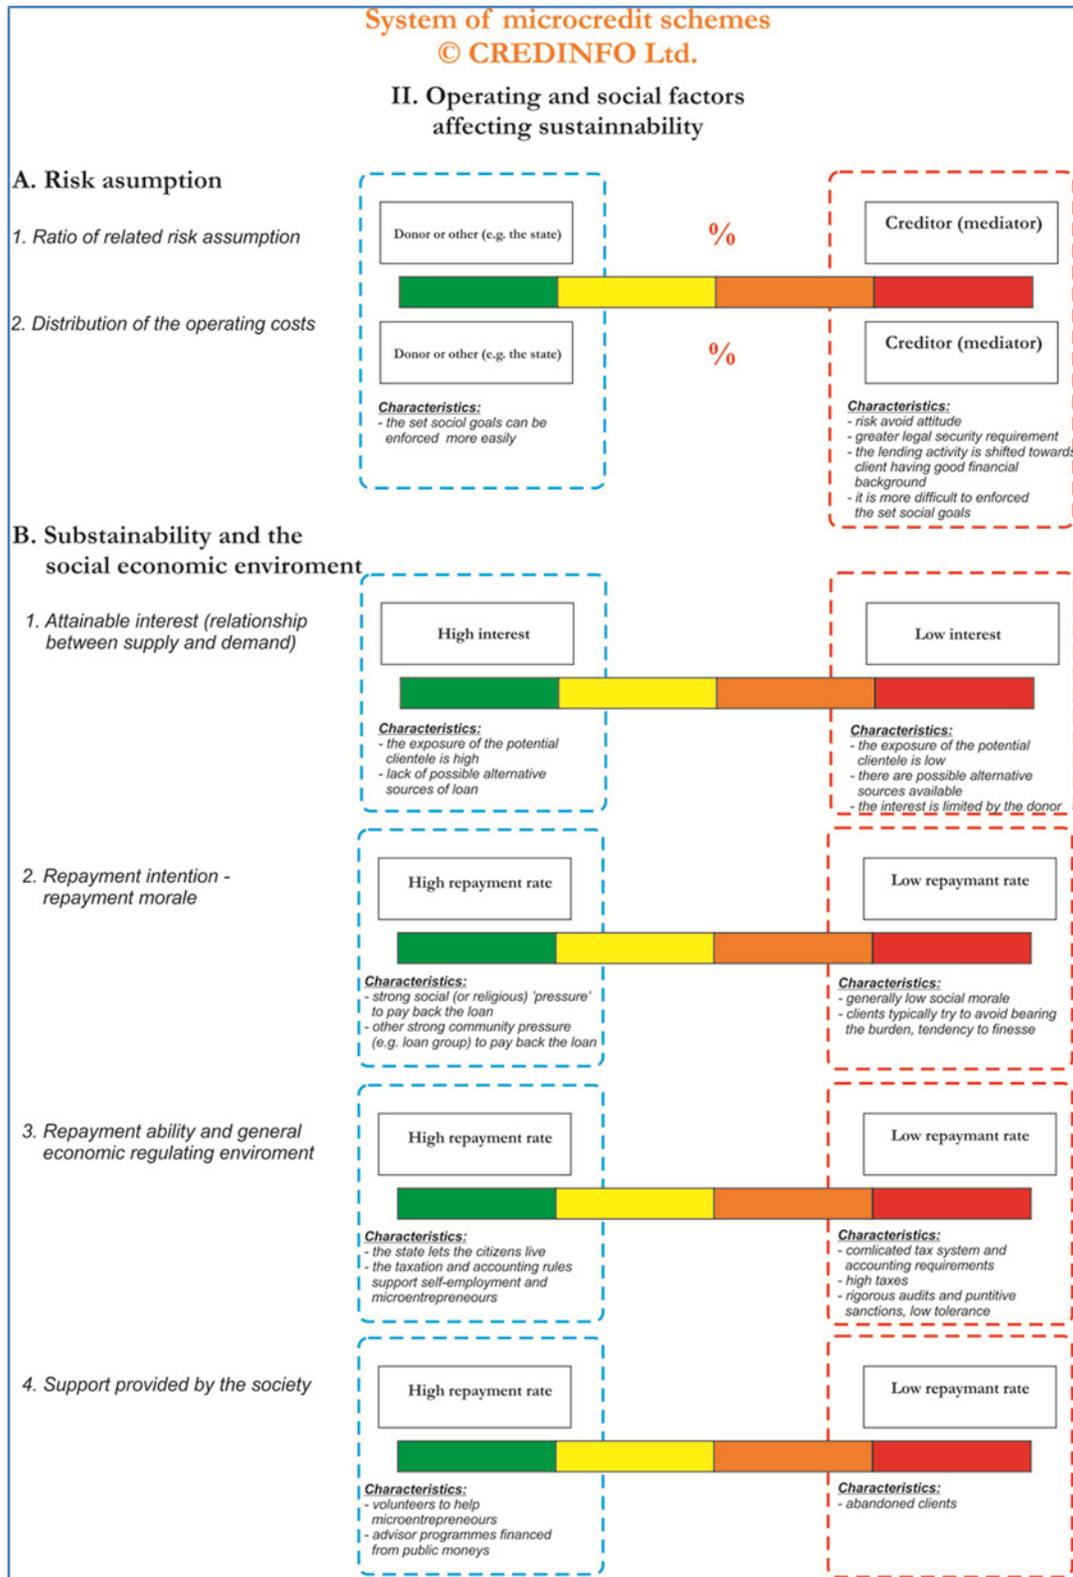 System of microcredit schemes
© CREDINFO Ltd.
II. Operating and social factors
affecting sustainnability
A. Risk asumption
1. Ratio of related risk assumption
Donor or other (e.g. the state)
%
Creditor (mediator)
2. Distribution of the operating costs
Donor or other (e.g. the state)
%
Creditor (mediator)
Characteristics:
- the set sociol goals can be
enforced more easily
Characteristics:
- risk avoid attitude
- greater legal security requirement
- the lending activity is shifted towards
client having good financial
background
- it is more difficult to enforced
the set social goals
B. Substainability and the
social economic enviroment
1. Attainable interest (relationship
between supply and demand)
High interest
Low interest
Characteristics:
- the exposure of the potential
clientele is high
- lack of possible alternative
sources of loan
Characteristics:
- the exposure of the potential
clientele is low
- there are possible alternative
sources available
- the interest is limited by the donor
2. Repayment intention -
repayment morale
High repayment rate
Low repaymant rate
Characteristics:
- strong social (or religious) 'pressure'
to pay back the loan
- other strong community pressure
(e.g. loan group) to pay back the loan
Characteristics:
- generally low social morale
- clients typically try to avoid bearing
the burden, tendency to finesse
3. Repayment ability and general
economic regulating enviroment
High repayment rate
Low repaymant rate
Characteristics:
- the state lets the citizens live
- the taxation and accounting rules
support self-employment and
microentrepreneours
Characteristics:
- comlicated tax system and
accounting requirements
- high taxes
- rigorous audits and puntitive
sanctions, low tolerance
4. Support provided by the society
High repayment rate
Low repaymant rate
Characteristics:
- volunteers to help
microentrepreneours
- advisor programmes financed
from public moneys
Characteristics:
- abandoned clients